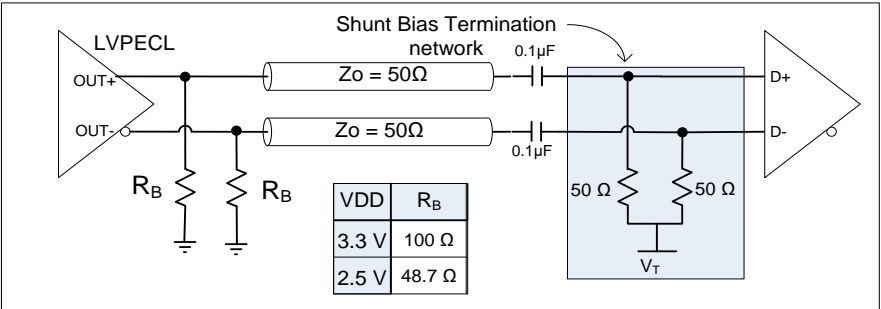 LVPECL
Shunt Bias Termination
network
0.1µF
OUT+
Zo = 50Ω
D+
OUT-
Zo = 50Ω
D-
0.1µF
RB
RB
VDD RB
3.3 V 100 Ω
2.5 V 48.7 Ω
50 Ω
50 Ω
VT